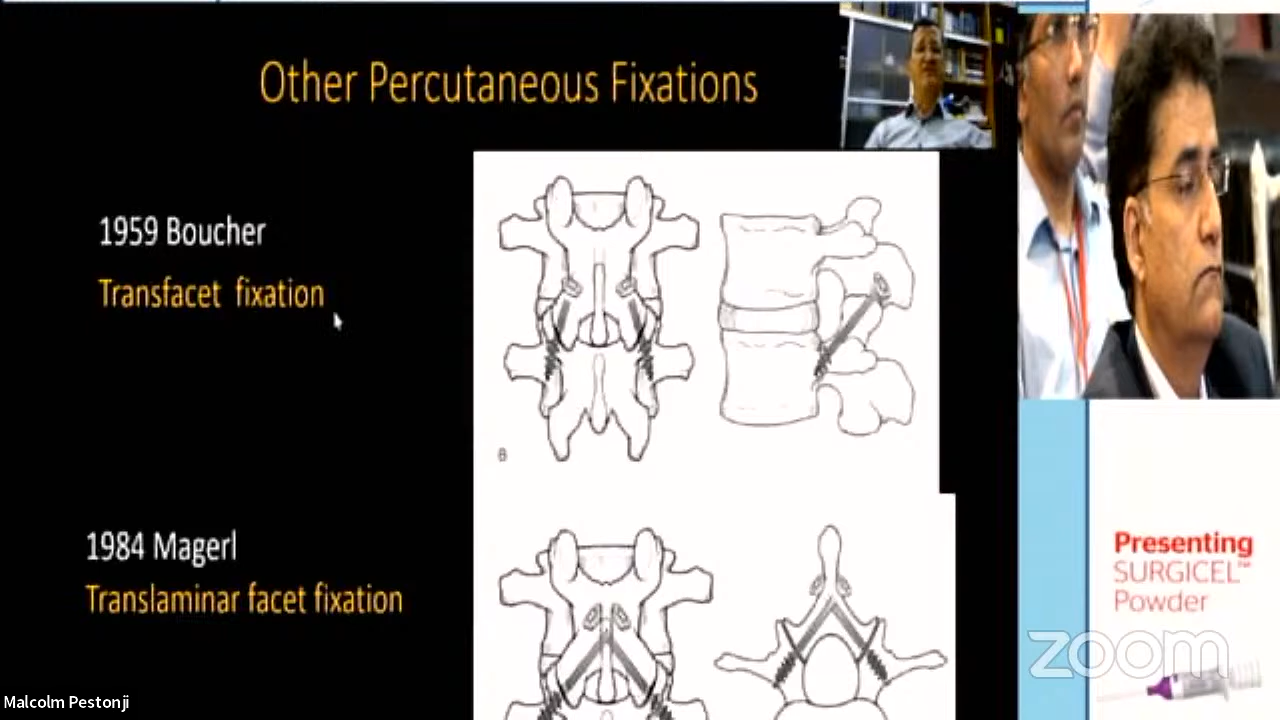 Other Percutaneous Fixations
1959 Boucher
Transfacet fixation
B
1984 Magerl
Translaminar facet fixation
Presenting
SURGICEL™
Powder
zoom
Malcolm Pestonji